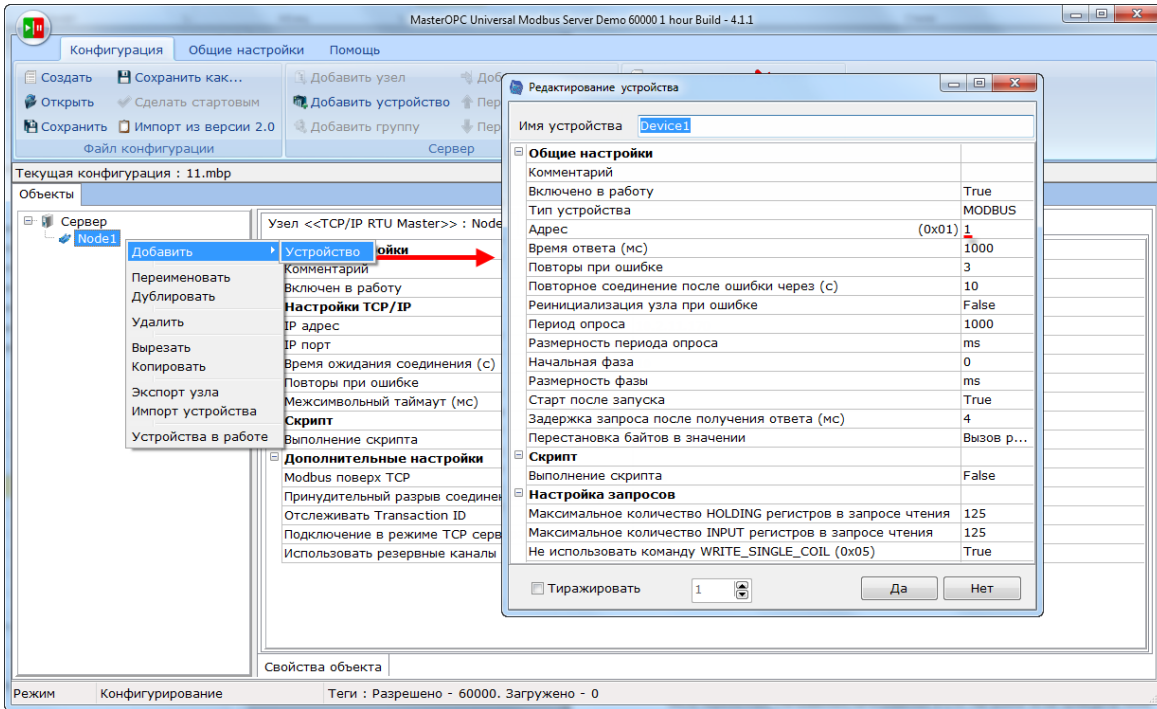 MasterOPC Universal Modbus Server Demo 60000 1 hour Build - 4.1.1
Конфигурация Общие настройки Помощь
Создать Сохранить как... Добавить узел
Открыть Сделать стартовым Добавить устройство
Сохранить Импорт из версии 2.0 Добавить группу
Файл конфигурации Сервер
Текущая конфигурация : 11.mbp
Объекты
Сервер
Node1
Добавить
Переименовать
Дублировать
Удалить
Вырезать
Копировать
Экспорт узла
Импорт устройства
Устройства в работе
Устройство
Узел <<TCP/IP RTU Master>> : Node
Комментарий
Включен в работу
Настройки TCP/IP
IP адрес
IP порт
Время ожидания соединения (с)
Повторы при ошибке
Межсимвольный таймаут (мс)
Скрипт
Выполнение скрипта
Дополнительные настройки
Modbus поверх TCP
Принудительный разрыв
Отслеживать Transaction ID
Подключение в режиме TCP
Использовать резервные каналы
Свойства объекта
Редактирование устройства
Имя устройства Device1
Общие настройки
Комментарий
Включено в работу True
Тип устройства MODBUS
Адрес (0x01) 1
Время ответа (мс) 1000
Повторы при ошибке 3
Повторное соединение после ошибки через (с) 10
Реинициализация узла при ошибке False
Период опроса 1000
Размерность периода опроса ms
Начальная фаза 0
Размерность фазы ms
Старт после запуска True
Задержка запроса после получения ответа (мс) 4
Перестановка байтов в значении Вызов р...
Скрипт
Выполнение скрипта False
Настройка запросов
Максимальное количество HOLDING регистров в запросе чтения 125
Максимальное количество INPUT регистров в запросе чтения 125
Не использовать команду WRITE_SINGLE_COIL (0x05) True
Тиражировать 1 Да Нет
Режим Конфигурирование Теги : Разрешено - 60000. Загружено - 0